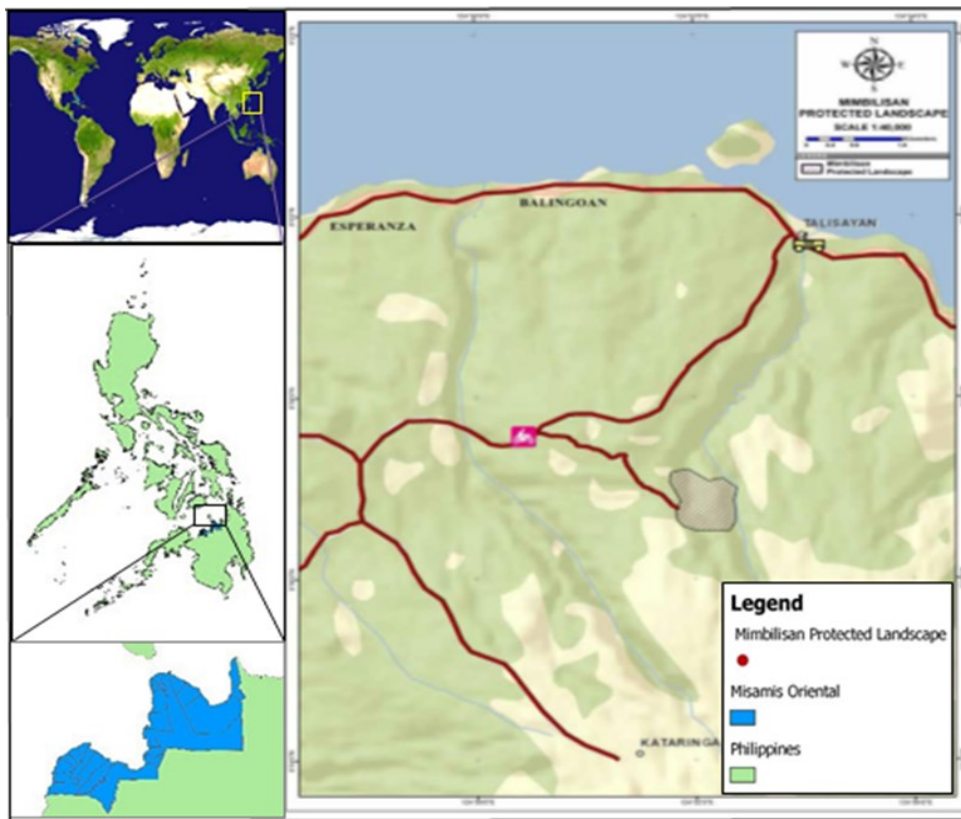 N
W
E
S
MIMBILISAN
PROTECTED LANDSCAPE
SCALE 1:40,000
Mimbilisan
Protected Landscape
ESPERANZA
BALINGOAN
TALISAYAN
KATARINGA
Legend
Mimbilisan Protected Landscape
Misamis Oriental
Philippines